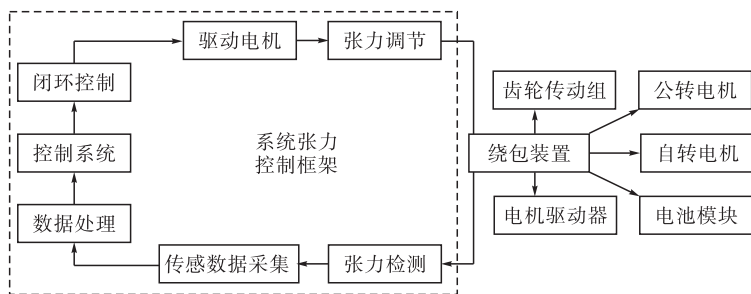 驱动电机
张力调节
闭环控制
齿轮传动组
公转电机
系统张力
控制框架
控制系统
绕包装置
自转电机
数据处理
电机驱动器
电池模块
传感数据采集
张力检测